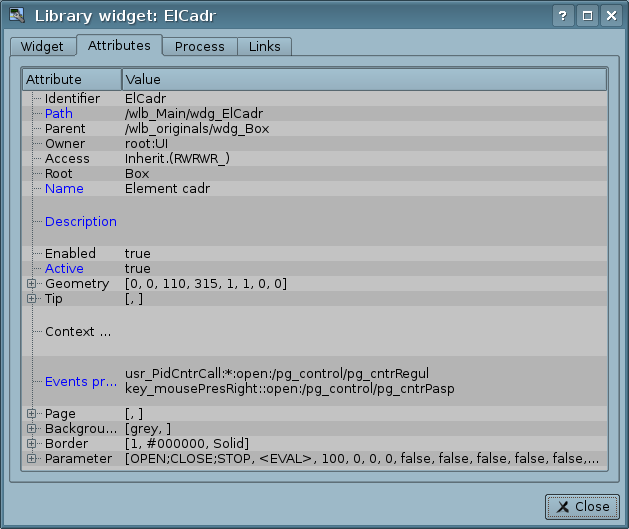 Library widget: ElCadr
?
Widget Attributes Process Links
Attribute Value
Identifier ElCadr
Path /wlb_Main/wdg_ElCadr
Parent /wlb_originals/wdg_Box
Owner root:UI
Access Inherit.(RWRWR_)
Root Box
Name Element cadr
Description
Enabled true
Active true
Geometry [0, 0, 110, 315, 1, 1, 0, 0]
Tip [, ]
Context ...
usr_PidCntrCall:*:open:/pg_control/pg_cntrRegul
Events pr...
key_mousePresRight::open:/pg_control/pg_cntrPasp
Page [, ]
Backgrou... [grey, ]
Border [1, #000000, Solid]
Parameter [OPEN;CLOSE;STOP, <EVAL>, 100, 0, 0, 0, false, false, false, false, false,...
Close